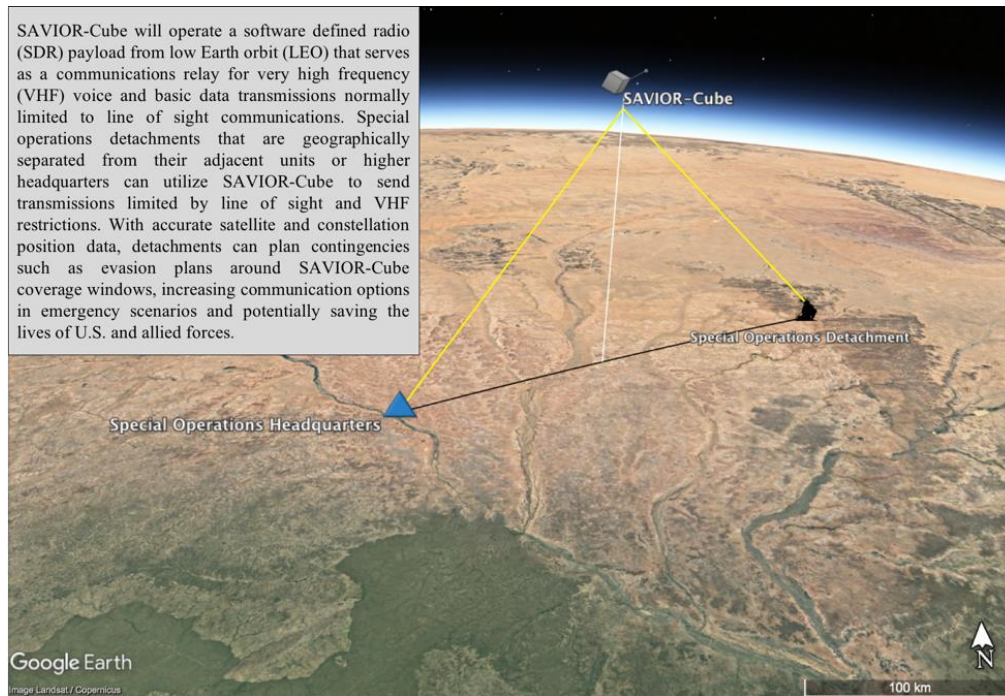 SAVIOR-Cube will operate a software defined radio
(SDR) payload from low Earth orbit (LEO) that serves
as a communications relay for very high frequency
(VHF) voice and basic data transmissions normally
limited to line of sight communications. Special
operations detachments that are geographically
separated from their adjacent units or higher
headquarters can utilize SAVIOR-Cube to send
transmissions limited by line of sight and VHF
restrictions. With accurate satellite and constellation
position data, detachments can plan contingencies
such as evasion plans around SAVIOR-Cube
coverage windows, increasing communication options
in emergency scenarios and potentially saving the
lives of U.S. and allied forces.
SAVIOR-Cube
Special Operations Detachment
Special Operations Headquarters
Google Earth
Image Landsat / Copernicus
N
100 km